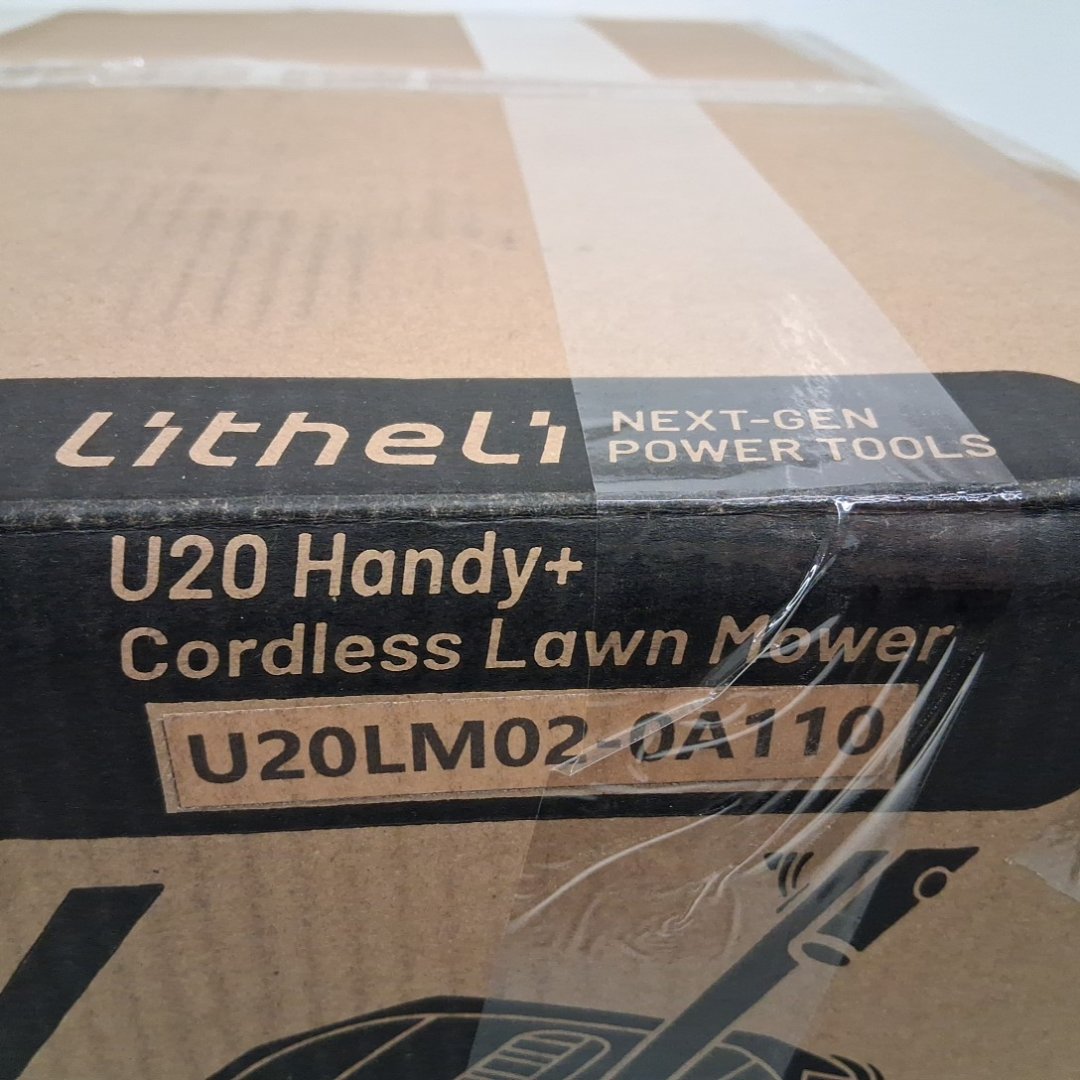 Litheli
NEXT-GEN
POWER TOOLS
U20 Handy+
Cordless Lawn Mower
U20LM02-0A110